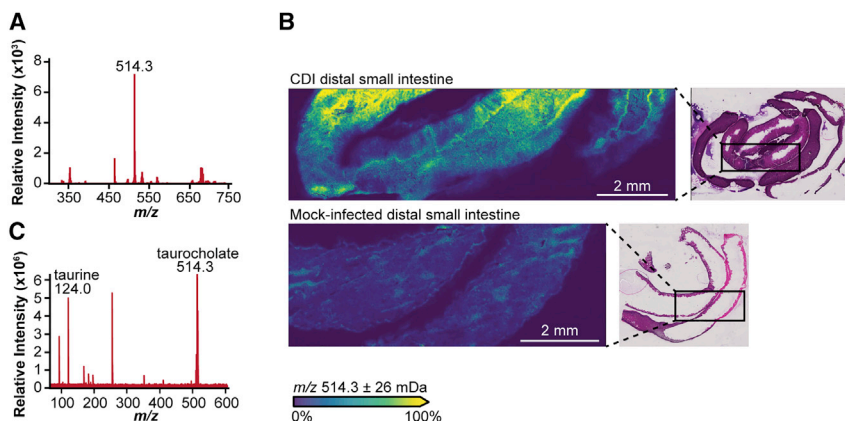 A
Relative Intensity (x10³)
8
6
4
2
0
514.3
350 450 550 650 750
m/z
B
CDI distal small intestine
2 mm
Mock-infected distal small intestine
2 mm
m/z 514.3 ± 26 mDa
0% 100%
C
Relative Intensity (x10⁶)
6
5
4
3
2
1
0
taurine
124.0
taurocholate
514.3
100 200 300 400 500 600
m/z